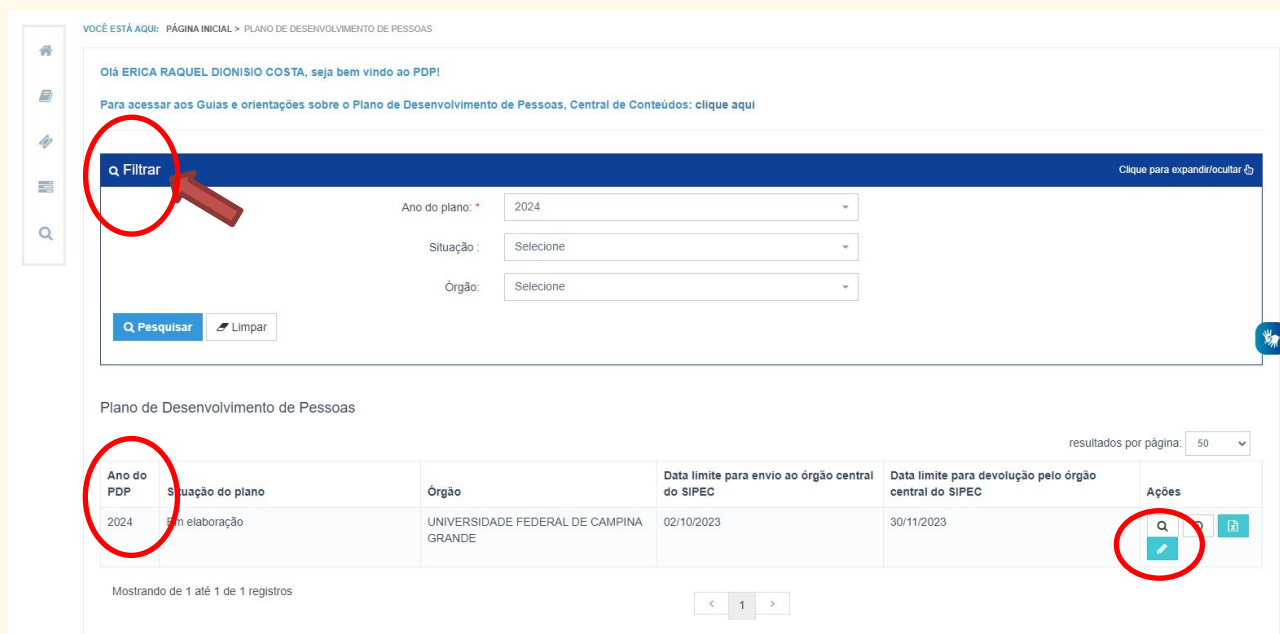 VOCÊ ESTÁ AQUI: PÁGINA INICIAL > PLANO DE DESENVOLVIMENTO DE PESSOAS
Olá ERICA RAQUEL DIONISIO COSTA, seja bem vindo ao PDP!
Para acessar aos Guias e orientações sobre o Plano de Desenvolvimento de Pessoas, Central de Conteúdos: clique aqui
Filtrar
Clique para expandir/ocultar
Ano do plano: * 2024
Situação : Selecione
Órgão: Selecione
Pesquisar Limpar
Plano de Desenvolvimento de Pessoas
resultados por página: 50
Ano do PDP
Situação do plano
Órgão
Data limite para envio ao órgão central do SIPEC
Data limite para devolução pelo órgão central do SIPEC
Ações
2024
Em elaboração
UNIVERSIDADE FEDERAL DE CAMPINA GRANDE
02/10/2023
30/11/2023
Mostrando de 1 até 1 de 1 registros
< 1 >